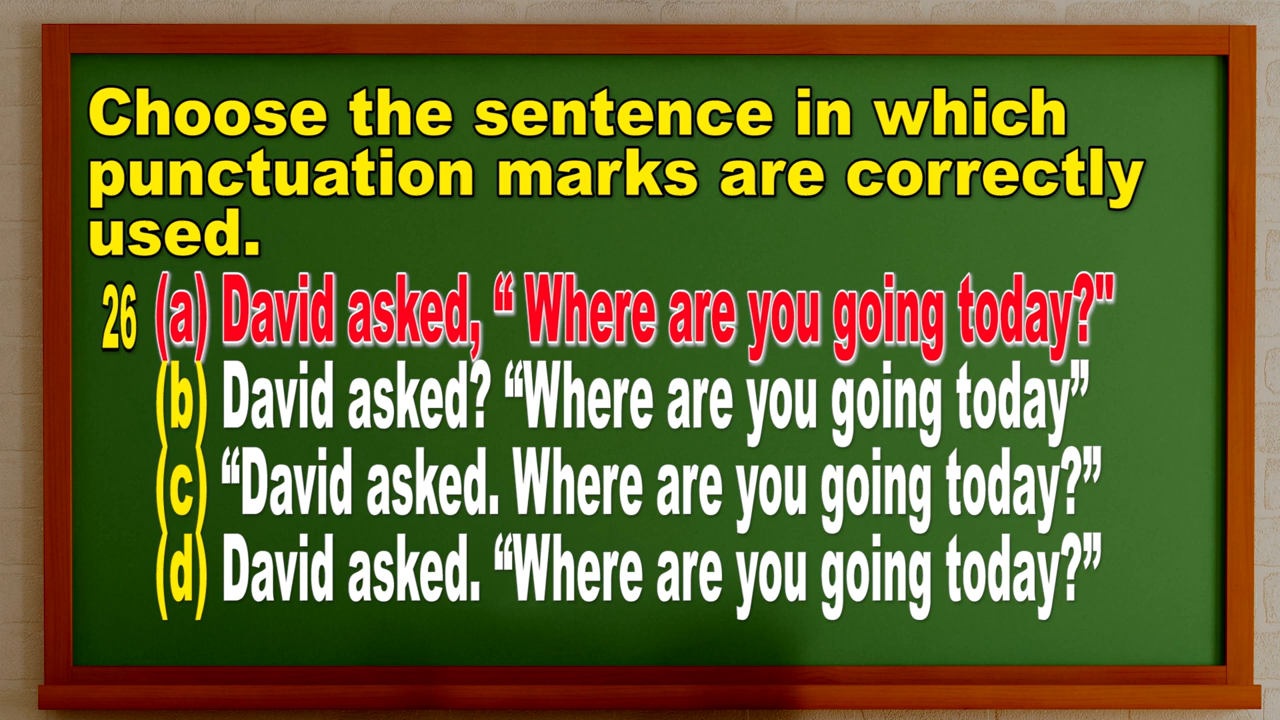 Choose the sentence in which
punctuation marks are correctly
used.
26 (a) David asked, “ Where are you going today?"
(b) David asked? “Where are you going today”
(c) “David asked. Where are you going today?”
(d) David asked. “Where are you going today?”